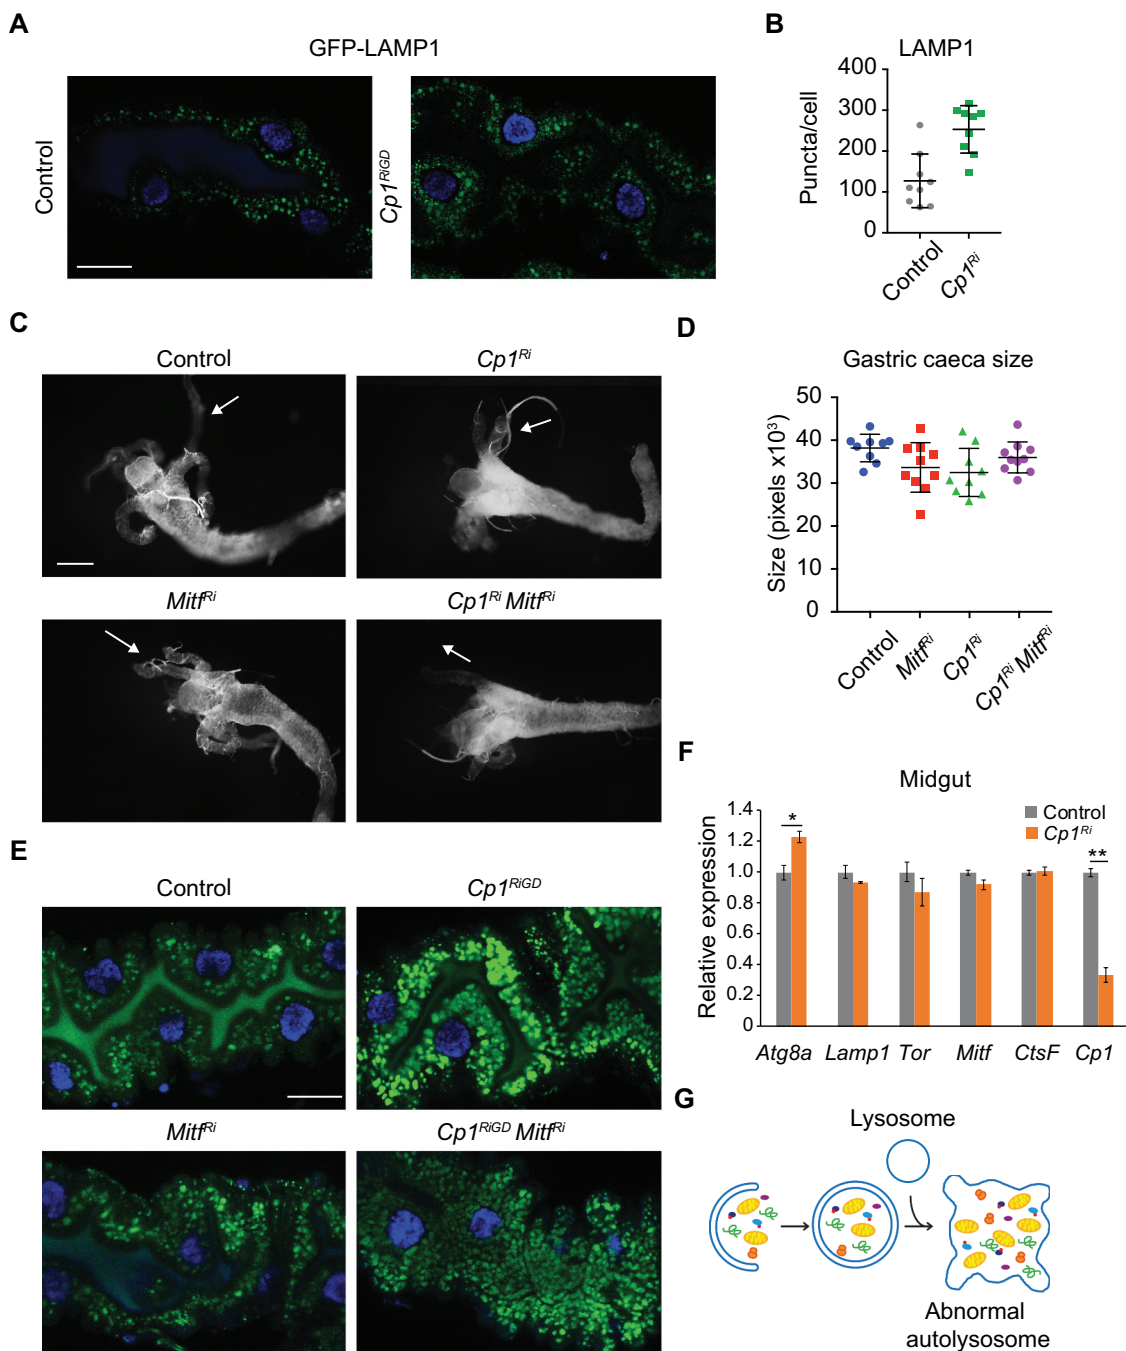 A
GFP-LAMP1
Control
Cp1RiGD
B
LAMP1
Puncta/cell
400
300
200
100
0
Control
Cp1Ri
C
Control
Cp1Ri
MitfRi
Cp1Ri MitfRi
D
Gastric caeca size
Size (pixels x10³)
50
40
30
20
10
0
Control
MitfRi
Cp1Ri
Cp1Ri MitfRi
E
Control
Cp1RiGD
MitfRi
Cp1RiGD MitfRi
F
Midgut
Relative expression
1.4
1.2
1.0
0.8
0.6
0.4
0.2
0
Control
Cp1Ri
*
**
Atg8a Lamp1 Tor Mitf CtsF Cp1
G
Lysosome
Abnormal
autolysosome